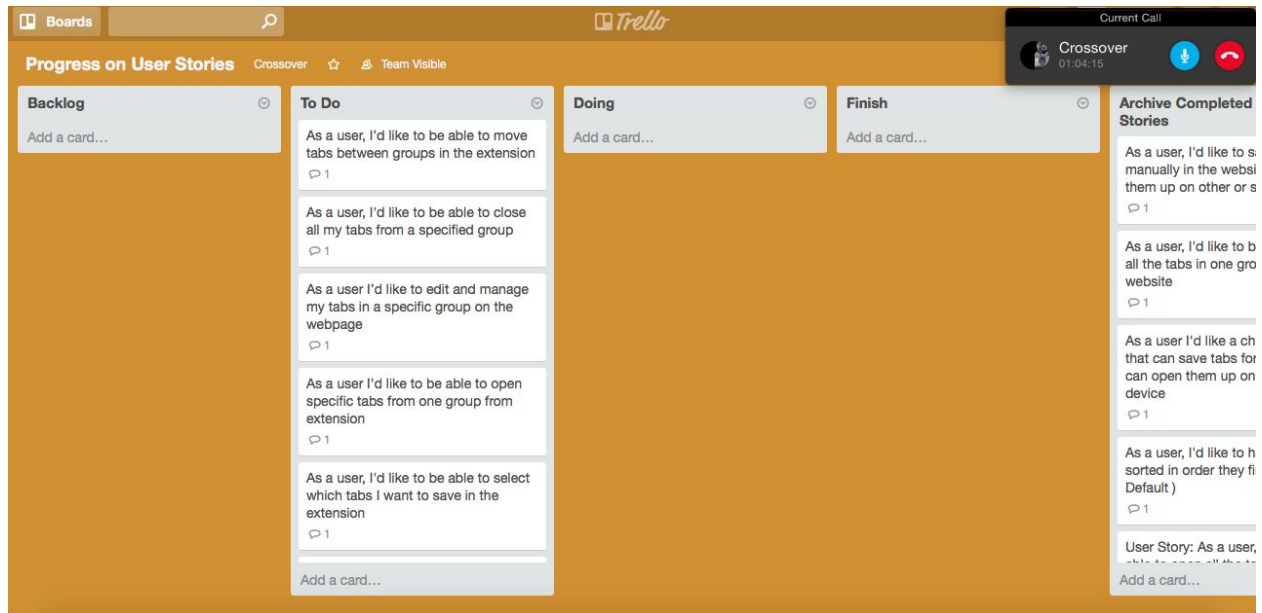 Boards
Trello
Current Call
Crossover
01:04:15
Progress on User Stories Crossover Team Visible
Backlog
Add a card...
To Do
As a user, I'd like to be able to move
tabs between groups in the extension
1
As a user, I'd like to be able to close
all my tabs from a specified group
1
As a user I'd like to edit and manage
my tabs in a specific group on the
webpage
1
As a user I'd like to be able to open
specific tabs from one group from
extension
1
As a user, I'd like to be able to select
which tabs I want to save in the
extension
1
Add a card...
Doing
Add a card...
Finish
Add a card...
Archive Completed
Stories
As a user, I'd like to
manually in the
them up on other or
1
As a user, I'd like to
all the tabs in one
website
1
As a user I'd like a
that can save tabs
can open them up on
device
1
As a user, I'd like to
sorted in order they
Default )
1
User Story: As a user,
Add a card...